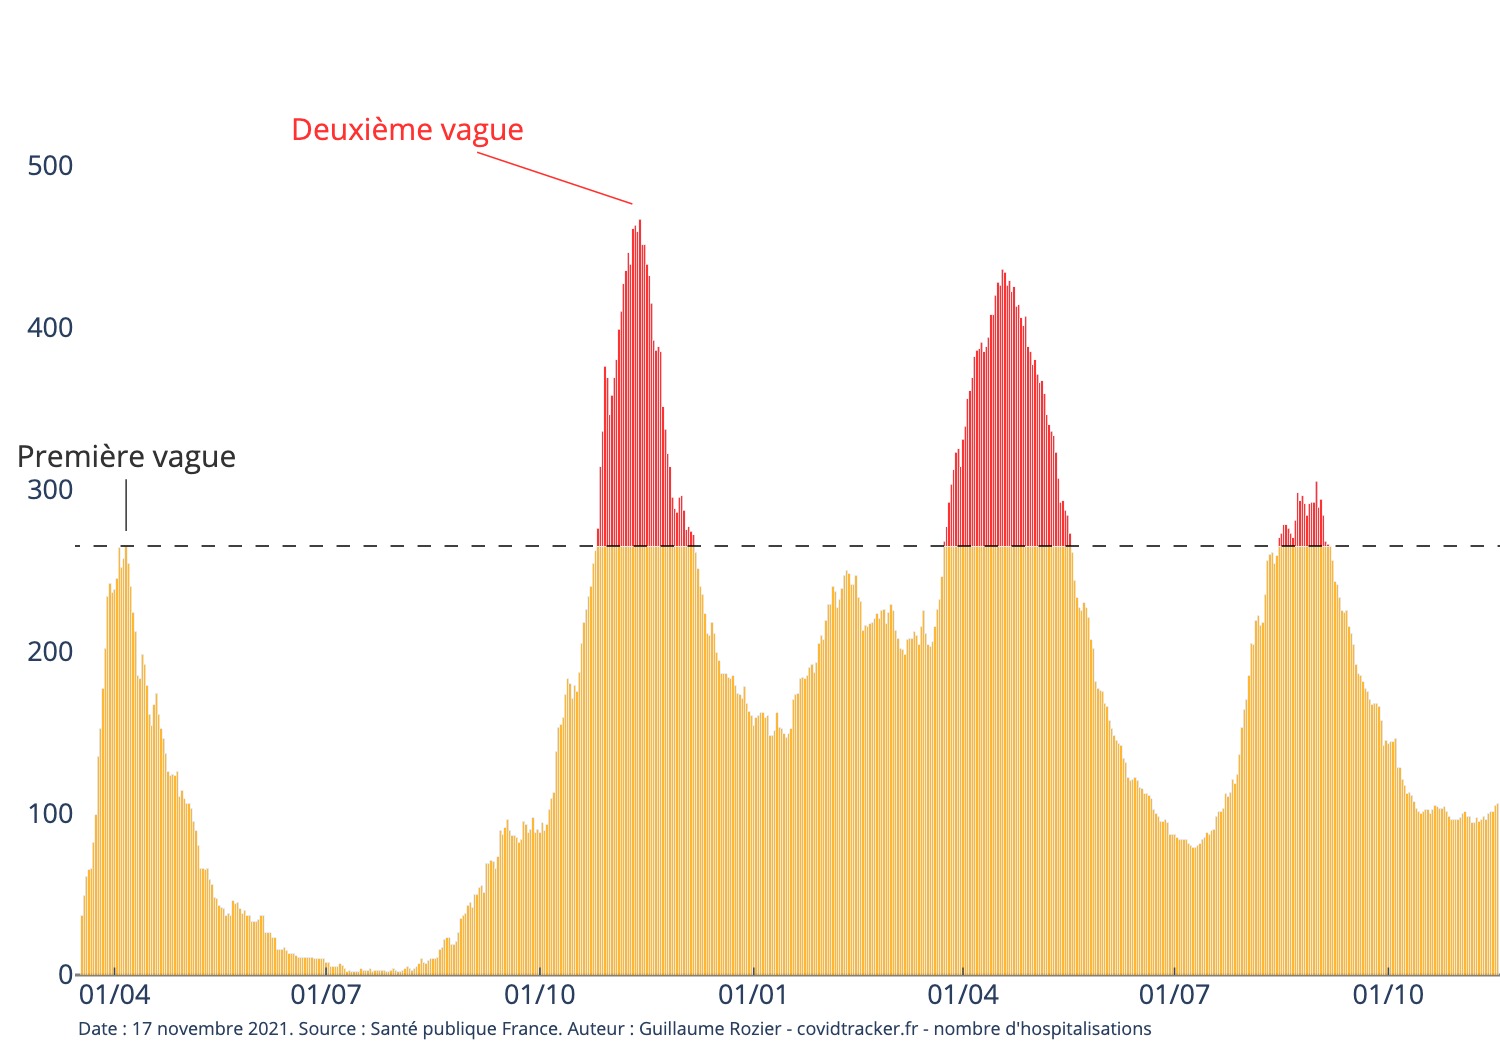 Deuxième vague
500
400
Première vague
300
200
100
0
01/04 01/07 01/10 01/01 01/04 01/07 01/10
Date : 17 novembre 2021. Source : Santé publique France. Auteur : Guillaume Rozier - covidtracker.fr - nombre d'hospitalisations